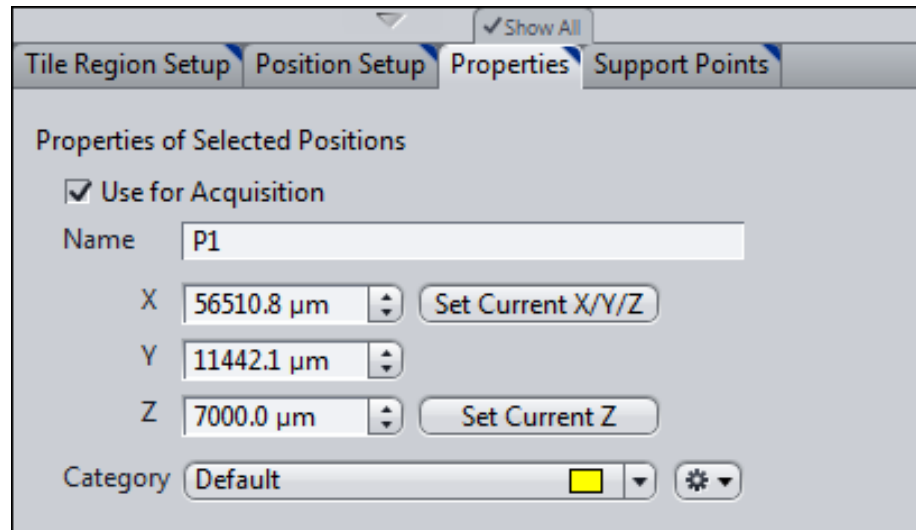 Show All
Tile Region Setup Position Setup Properties Support Points
Properties of Selected Positions
Use for Acquisition
Name P1
X 56510.8 µm Set Current X/Y/Z
Y 11442.1 µm
Z 7000.0 µm Set Current Z
Category Default